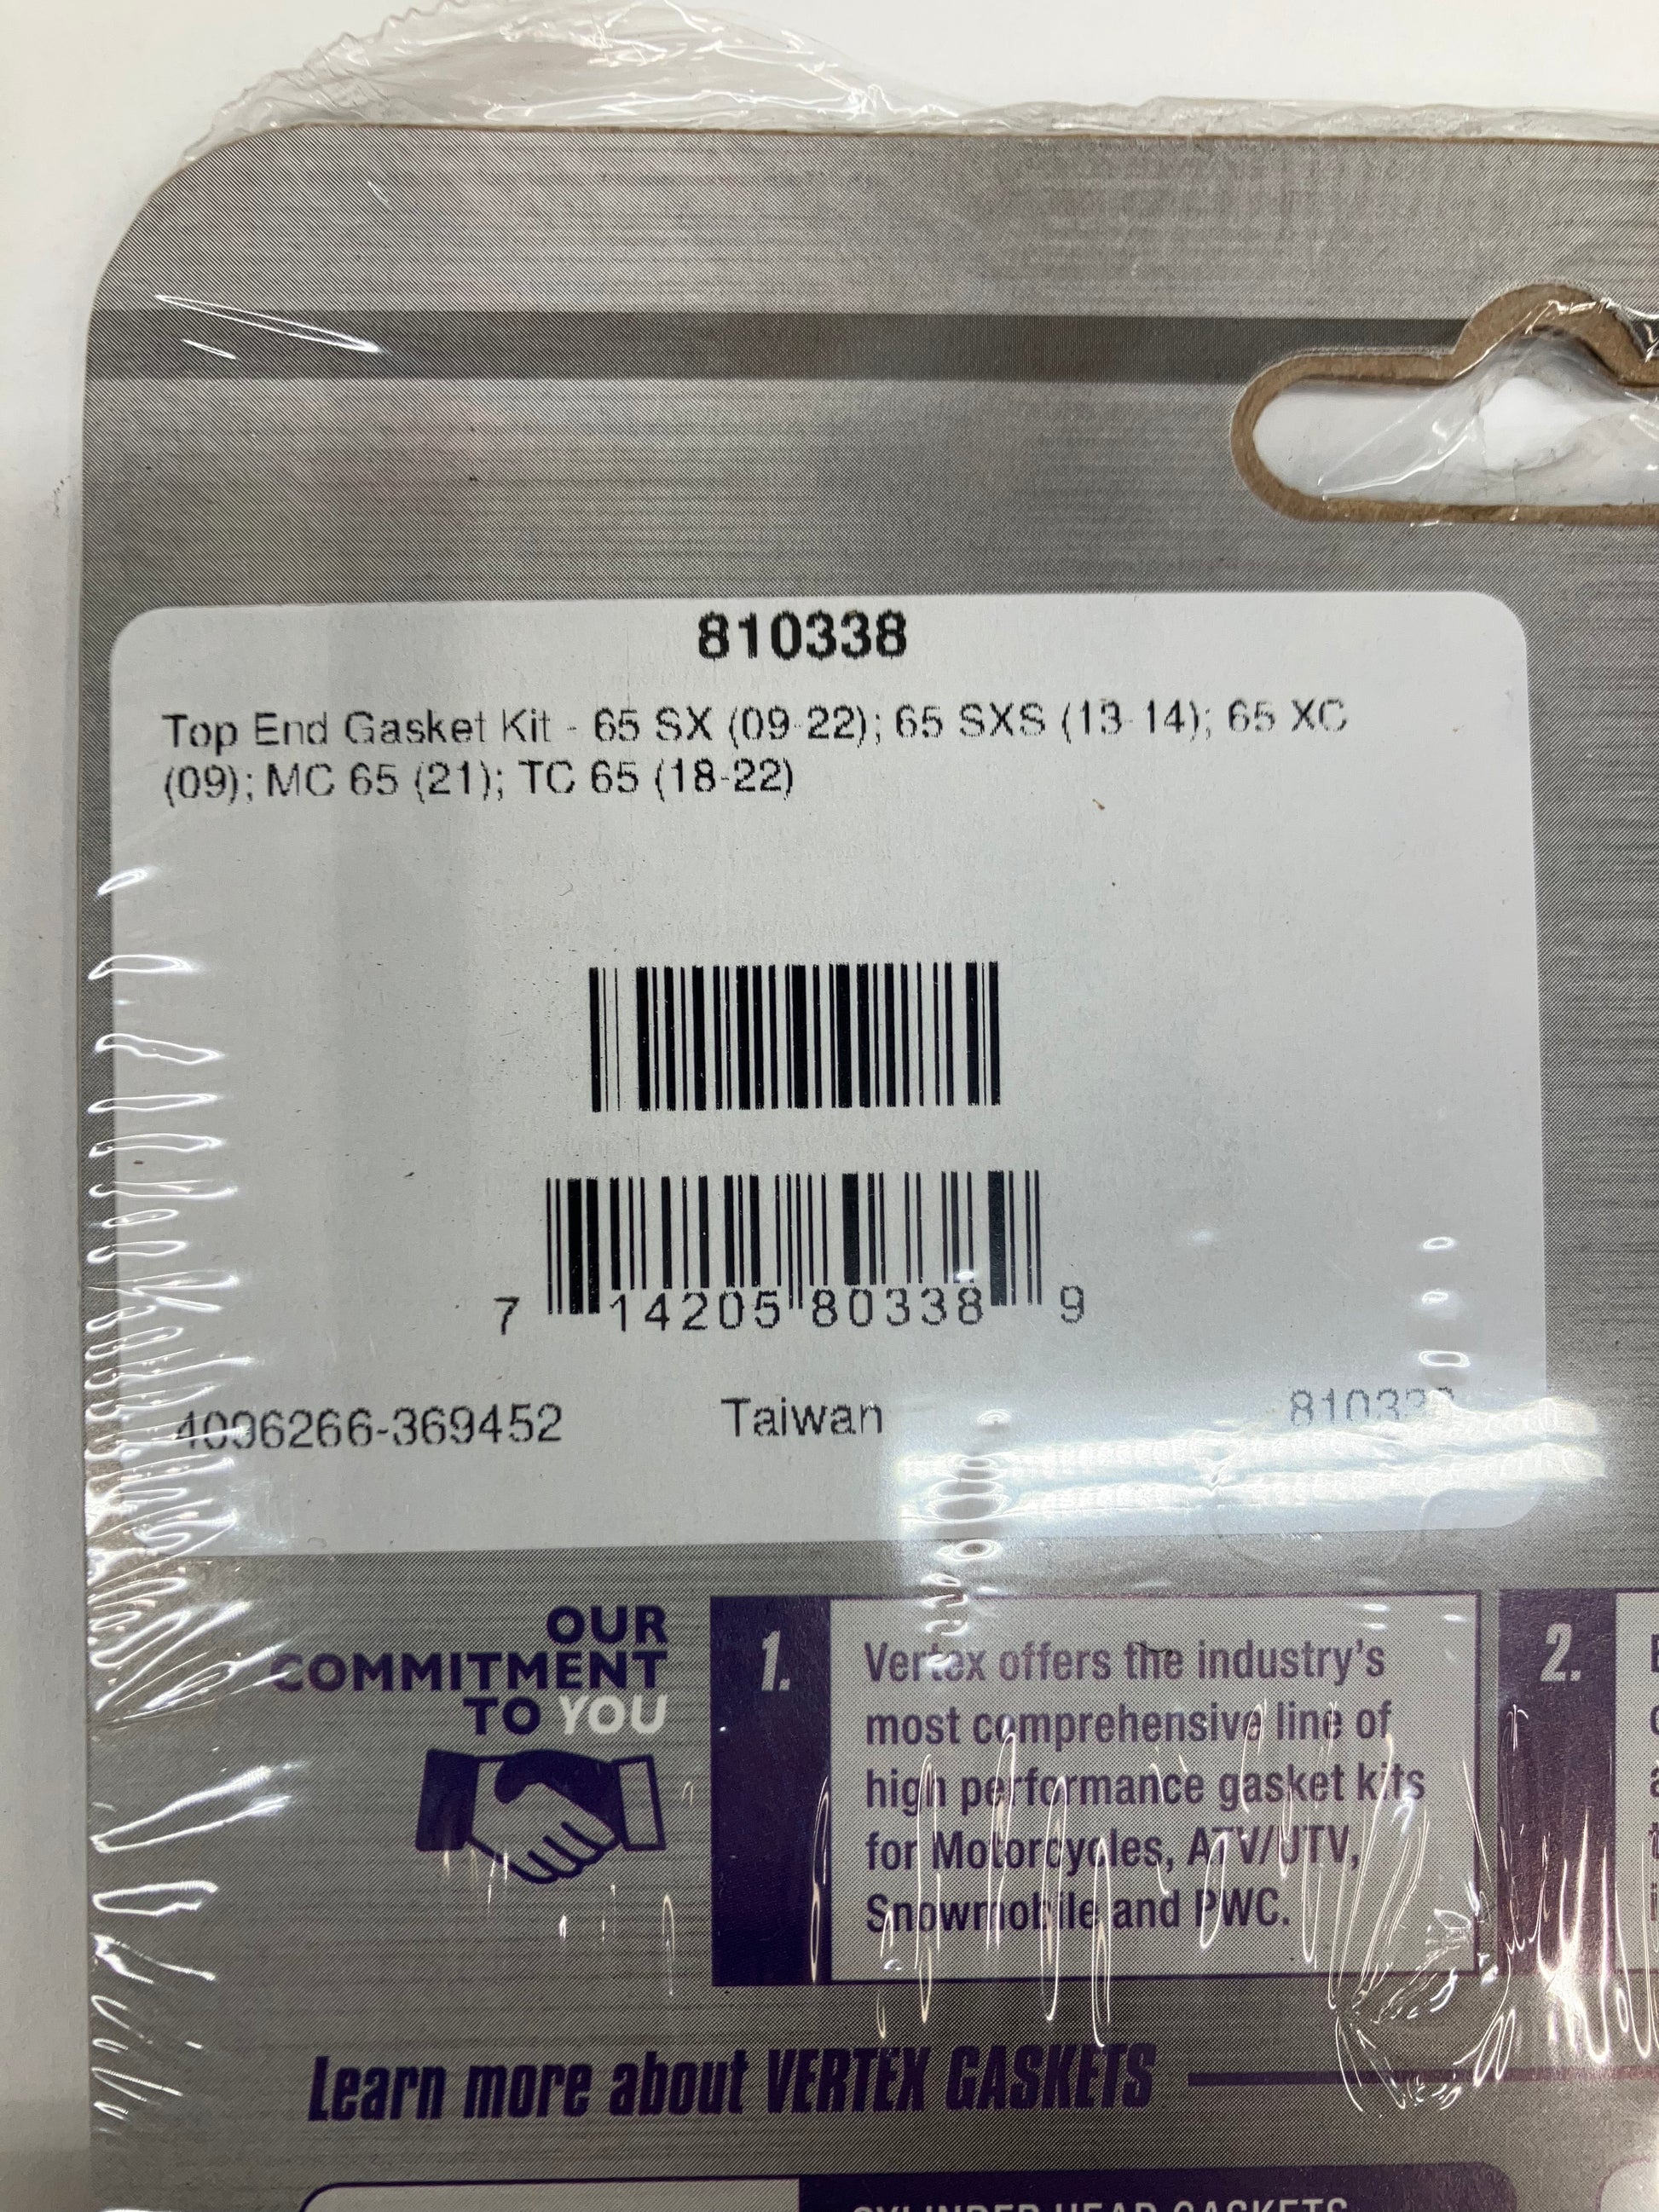 810338
Top End Gasket Kit - 65 SX (09-22); 65 SXS (13-14); 65 XC
(09); MC 65 (21); TC 65 (18-22)
7 14205 80338 9
4096266-369452 Taiwan
OUR
COMMITMENT
TO YOU
1.
Vertex offers the industry's
most comprehensive line of
high performance gasket kits
for Motorcycles, ATV/UTV,
Snowmobile and PWC.
2.
Learn more about VERTEX GASKETS
CYLINDER HEAD GASKETS